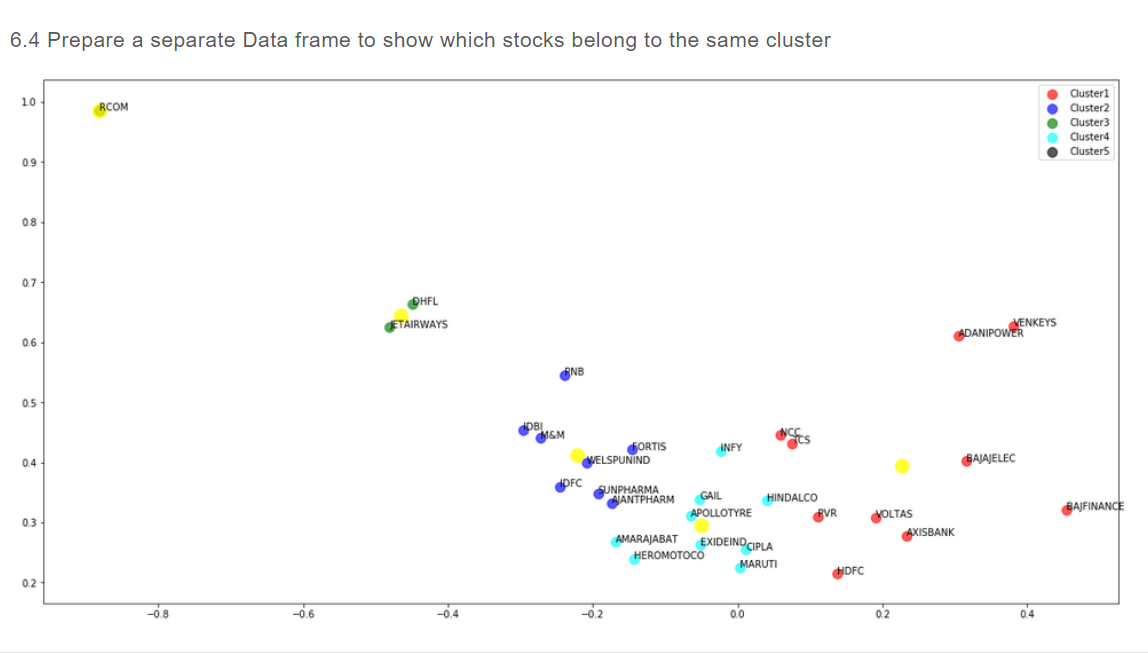 6.4 Prepare a separate Data frame to show which stocks belong to the same cluster
Cluster1
Cluster2
Cluster3
Cluster4
Cluster5
1.0
0.9
0.8
0.7
0.6
0.5
0.4
0.3
0.2
RCOM
DHFL
JETAIRWAYS
VENKEYS
ADANIPOWER
PNB
IDBI
M&M
NCC
TCS
FORTIS
INFY
WELSPUNIND
BAJAJELEC
IDFC
SUNPHARMA
AJANTPHARM
GAIL
HINDALCO
BAJFINANCE
APOLLOTYRE
PVR
VOLTAS
AXISBANK
AMARAJABAT
EXIDEIND
CIPLA
HEROMOTOCO
MARUTI
HDFC
−0.8
−0.6
−0.4
−0.2
0.0
0.2
0.4